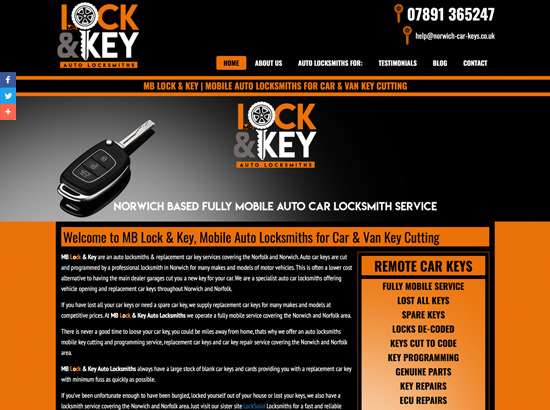 LOCK
&KEY
AUTO LOCKSMITHS
07891 365247
help@norwich-car-keys.co.uk
HOME ABOUT US AUTO LOCKSMITHS FOR: TESTIMONIALS BLOG CONTACT
MB LOCK & KEY | MOBILE AUTO LOCKSMITHS FOR CAR & VAN KEY CUTTING
LOCK
&KEY
AUTO LOCKSMITHS
NORWICH BASED FULLY MOBILE AUTO CAR LOCKSMITH SERVICE
Welcome to MB Lock & Key, Mobile Auto Locksmiths for Car & Van Key Cutting
MB Lock & Key are an auto locksmiths & replacement car key services covering the Norfolk and Norwich. Auto car keys are cut
and programmed by a professional locksmith in Norwich for many makes and models of motor vehicles. This is often a lower cost
alternative to having the main dealer garages cut you a new key for your car. We are a specialist auto car locksmiths offering
vehicle opening and replacement car keys throughout Norwich and Norfolk.
If you have lost all your car keys or need a spare car key, we supply replacement car keys for many makes and models at
competitive prices. At MB Lock & Key Auto Locksmiths we operate a fully mobile service covering the Norwich and Norfolk area.
There is never a good time to loose your car key, you could be miles away from home, thats why we offer an auto locksmiths
mobile key cutting and programming service, replacement car keys and car key repair service covering the Norwich and Norfolk
area.
MB Lock & Key Auto Locksmiths always have a large stock of blank car keys and cards providing you with a replacement car key
with minimum fuss as quickly as possible.
If you've been unfortunate enough to have been burgled, locked yourself out of your house or lost your keys, we also have a
locksmith service covering the Norwich and Norfolk area. Just visit our sister site LockSolid Locksmiths for a fast and reliable
REMOTE CAR KEYS
FULLY MOBILE SERVICE
LOST ALL KEYS
SPARE KEYS
LOCKS DE-CODED
KEYS CUT TO CODE
KEY PROGRAMMING
GENUINE PARTS
KEY REPAIRS
ECU REPAIRS